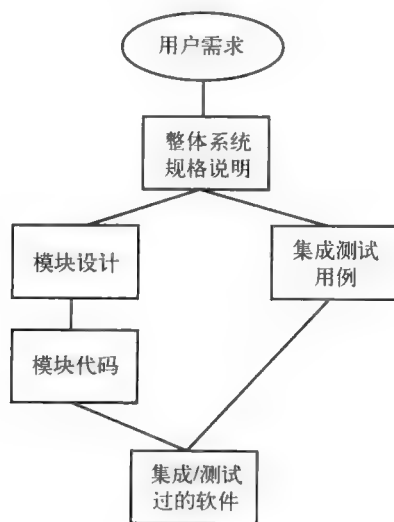 用户需求
整体系统
规格说明
模块设计
集成测试
用例
模块代码
集成/测试
过的软件